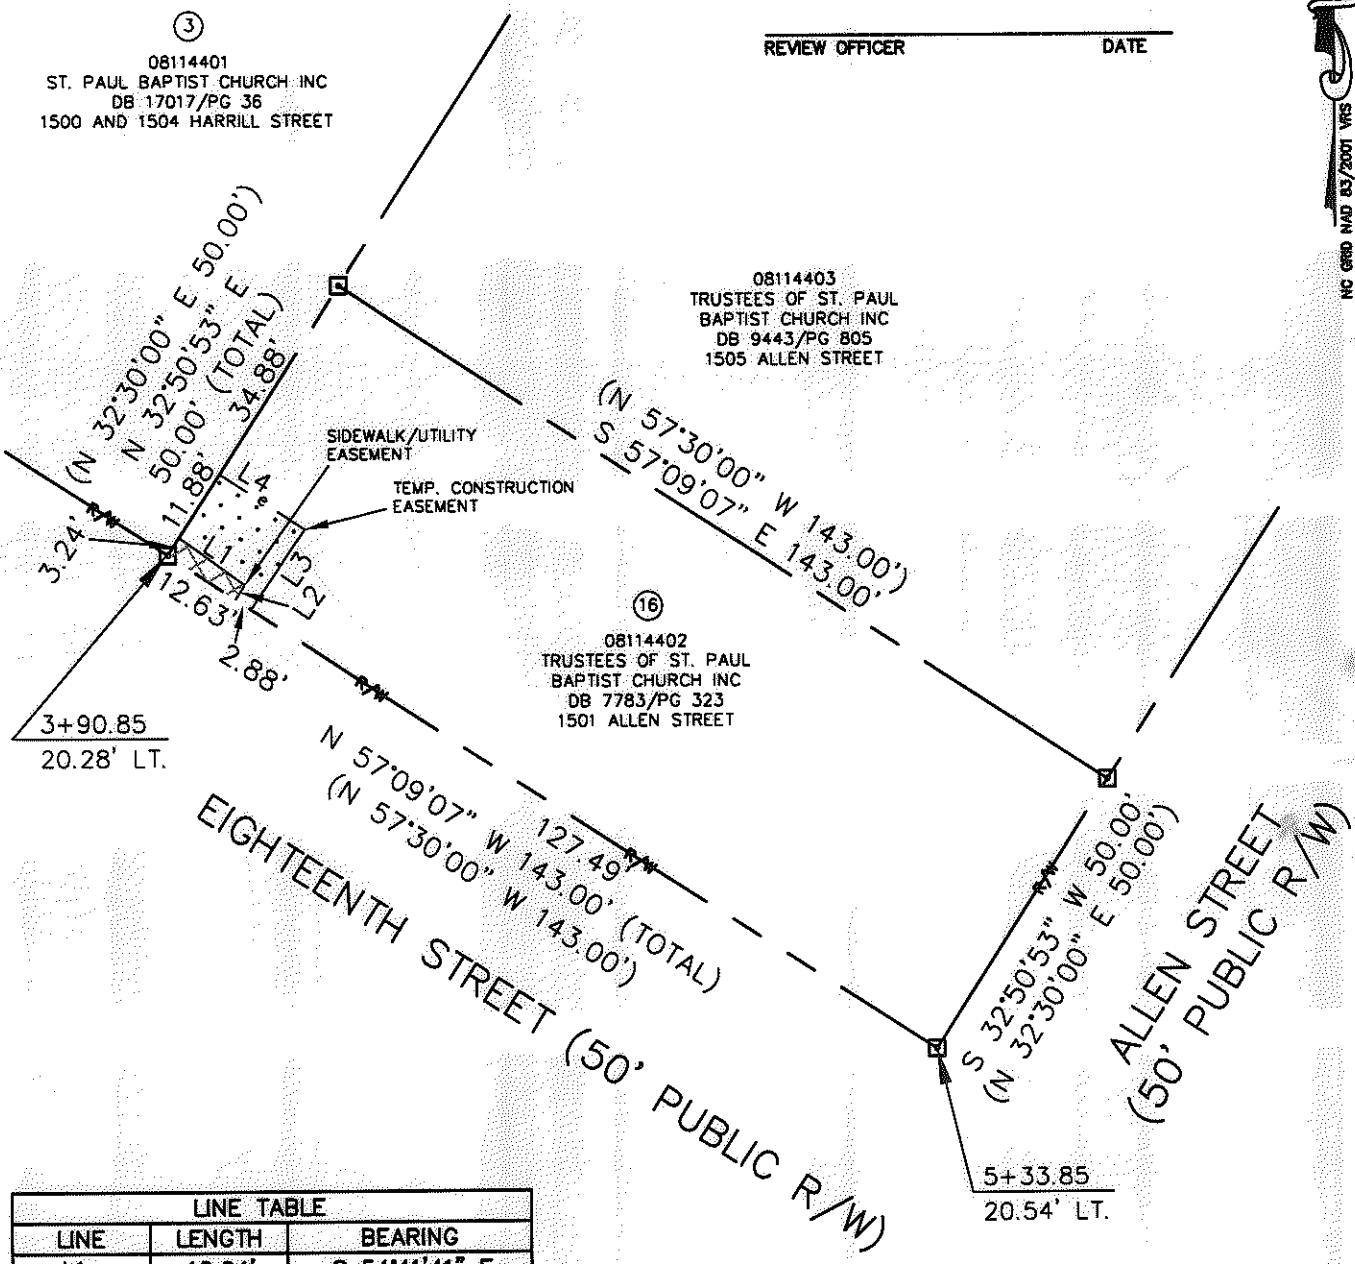 3
08114401
ST. PAUL BAPTIST CHURCH INC
DB 17017/PG 36
1500 AND 1504 HARRILL STREET
REVIEW OFFICER DATE
NC GRID NAD 83/2001 VRS
(N 32°30'00" E 50.00')
N 32°50'53" E
50.00' (TOTAL)
34.88'
11.88'
3.24'
R/W
L4
SIDEWALK/UTILITY
EASEMENT
TEMP. CONSTRUCTION
EASEMENT
L1
L3
L2
12.63'
2.88'
3+90.85
20.28' LT.
08114403
TRUSTEES OF ST. PAUL
BAPTIST CHURCH INC
DB 9443/PG 805
1505 ALLEN STREET
(N 57°30'00" W 143.00')
S 57°09'07" E 143.00'
16
08114402
TRUSTEES OF ST. PAUL
BAPTIST CHURCH INC
DB 7783/PG 323
1501 ALLEN STREET
R/W
127.49'
R/W
N 57°09'07" W 143.00' (TOTAL)
(N 57°30'00" W 143.00')
EIGHTEENTH STREET (50' PUBLIC R/W)
R/W
S 32°50'53" W 50.00'
(N 32°30'00" E 50.00')
ALLEN STREET
(50' PUBLIC R/W)
5+33.85
20.54' LT.
LINE TABLE
LINE LENGTH BEARING